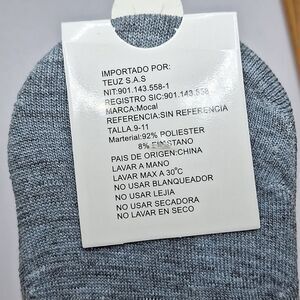 IMPORTADO POR:
TEUZ S.A.S
NIT:901.143.558-1
REGISTRO SIC:901.143.558
MARCA:Mocal
REFERENCIA:SIN REFERENCIA
TALLA.9-11
Marterial:92% POLIESTER
8% ELASTANO
PAIS DE ORIGEN:CHINA
LAVAR A MANO
LAVAR MAX A 30°C
NO USAR BLANQUEADOR
NO USAR LEJIA
NO USAR SECADORA
NO LAVAR EN SECO